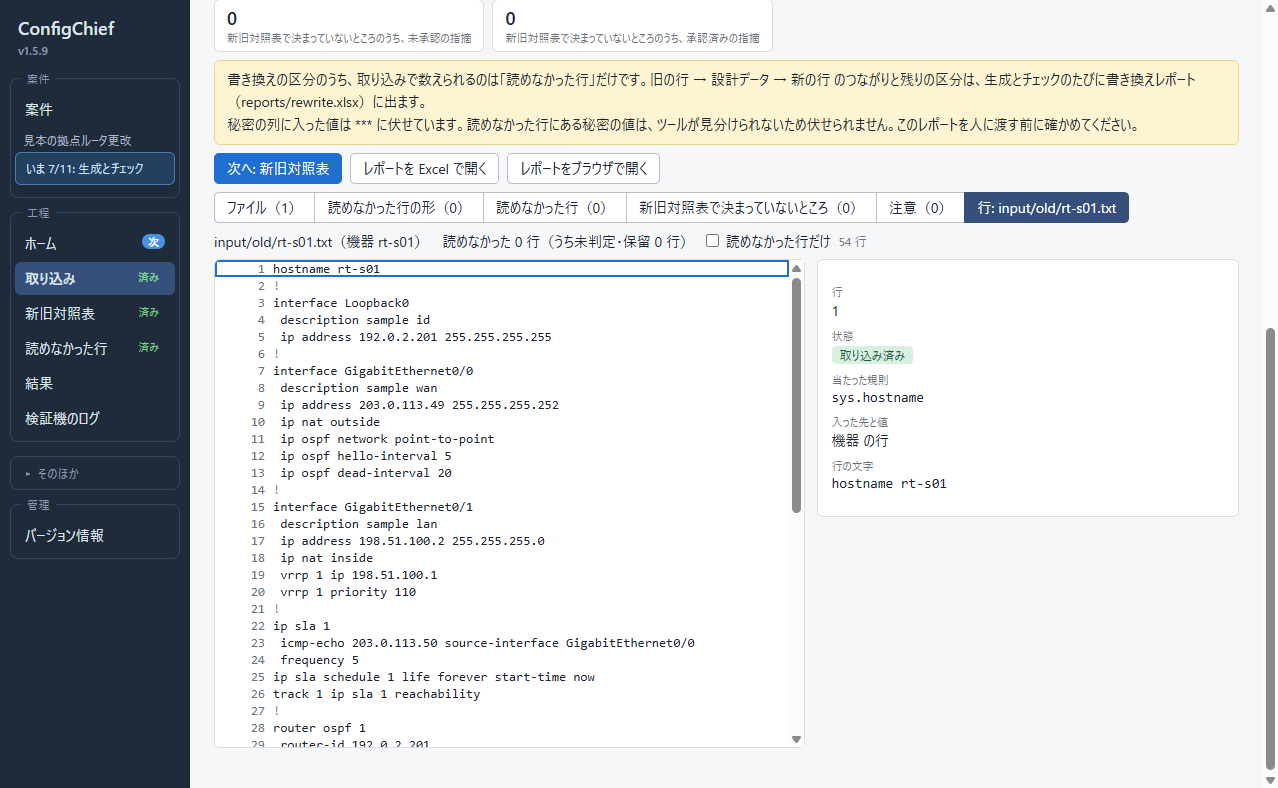 ConfigChief
v1.5.9
案件
案件
見本の拠点ルータ更改
いま 7/11: 生成とチェック
工程
ホーム 次
取り込み 済み
新旧対照表 済み
読めなかった行 済み
結果
検証機のログ
▸ そのほか
管理
バージョン情報
0
新旧対照表で決まっていないところのうち、未承認の指摘
0
新旧対照表で決まっていないところのうち、承認済みの指摘
書き換えの区分のうち、取り込みで数えられるのは「読めなかった行」だけです。旧の行 → 設計データ → 新の行 のつながりと残りの区分は、生成とチェックのたびに書き換えレポート
（reports/rewrite.xlsx）に出ます。
秘密の列に入った値は *** に伏せています。読めなかった行にある秘密の値は、ツールが見分けられないため伏せられません。このレポートを人に渡す前に確かめてください。
次へ: 新旧対照表 レポートを Excel で開く レポートをブラウザで開く
ファイル（1） 読めなかった行の形（0） 読めなかった行（0） 新旧対照表で決まっていないところ（0） 注意（0） 行: input/old/rt-s01.txt
input/old/rt-s01.txt（機器 rt-s01） 読めなかった 0 行（うち未判定・保留 0 行） 読めなかった行だけ 54 行
1 hostname rt-s01
2 !
3 interface Loopback0
4 description sample id
5 ip address 192.0.2.201 255.255.255.255
6 !
7 interface GigabitEthernet0/0
8 description sample wan
9 ip address 203.0.113.49 255.255.255.252
10 ip nat outside
11 ip ospf network point-to-point
12 ip ospf hello-interval 5
13 ip ospf dead-interval 20
14 !
15 interface GigabitEthernet0/1
16 description sample lan
17 ip address 198.51.100.2 255.255.255.0
18 ip nat inside
19 vrrp 1 ip 198.51.100.1
20 vrrp 1 priority 110
21 !
22 ip sla 1
23 icmp-echo 203.0.113.50 source-interface GigabitEthernet0/0
24 frequency 5
25 ip sla schedule 1 life forever start-time now
26 track 1 ip sla 1 reachability
27 !
28 router ospf 1
29 router-id 192.0.2.201
行
1
状態
取り込み済み
当たった規則
sys.hostname
入った先と値
機器 の行
行の文字
hostname rt-s01